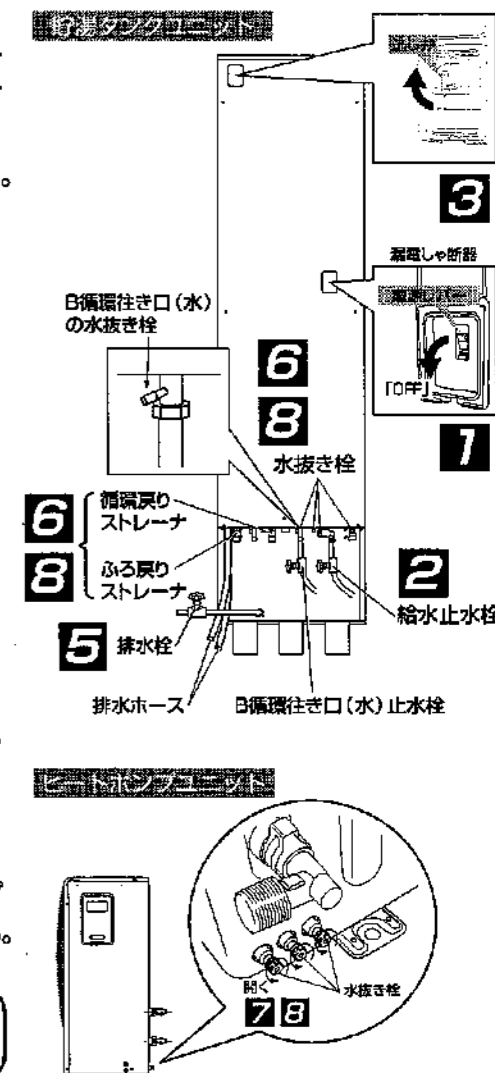 貯湯タンクユニット
3
漏電しゃ断器
「OFF」
1
B循環往き口(水)
の水抜き栓
6
8
水抜き栓
6
8
循環戻り
ストレーナ
ふろ戻り
ストレーナ
2
給水止水栓
5
排水栓
排水ホース
B循環往き口(水)止水栓
ヒートポンプユニット
開く
水抜き栓
7 8